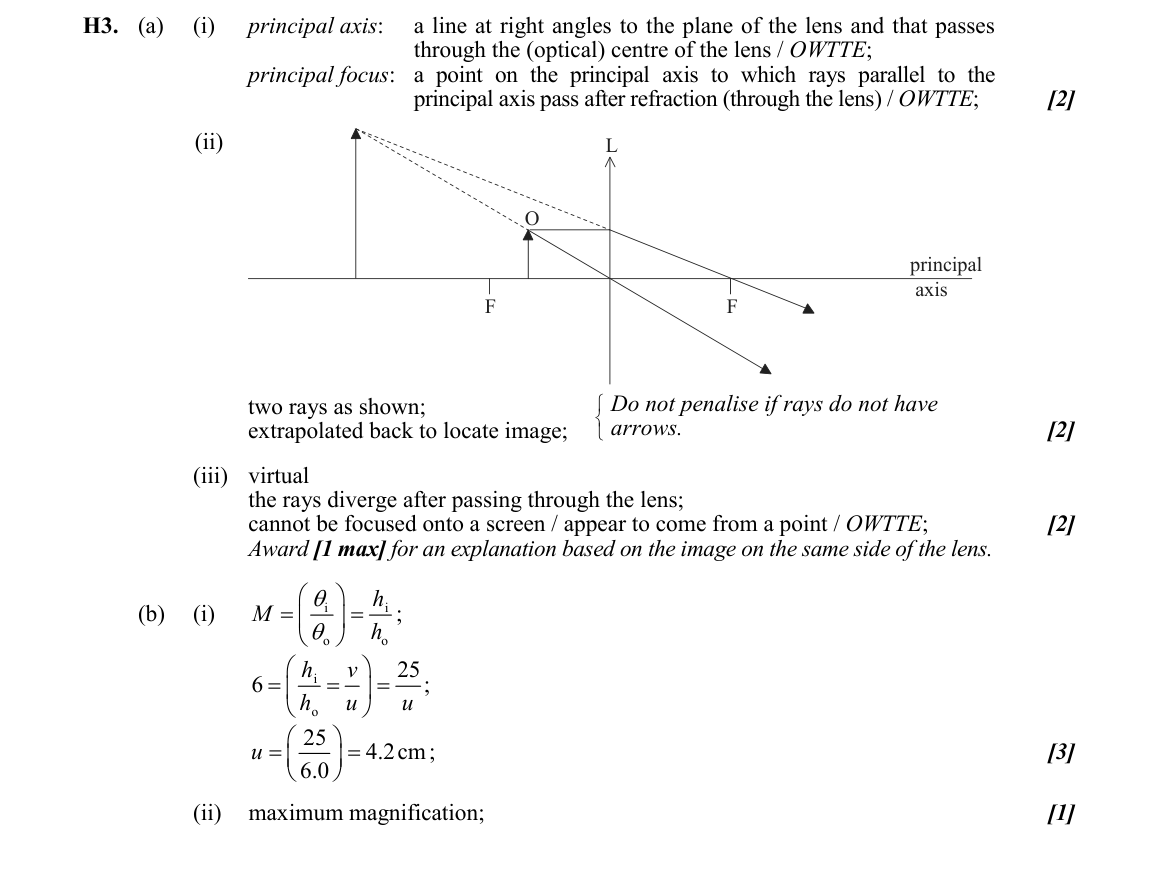 H3. (a) (i) principal axis: a line at right angles to the plane of the lens and that passes
through the (optical) centre of the lens / OWTTE;
principal focus: a point on the principal axis to which rays parallel to the
principal axis pass after refraction (through the lens) / OWTTE; [2]
(ii)
L
O
principal
axis
F
F
two rays as shown;
extrapolated back to locate image;
{ Do not penalise if rays do not have
arrows.
[2]
(iii) virtual
the rays diverge after passing through the lens;
cannot be focused onto a screen / appear to come from a point / OWTTE; [2]
Award [1 max] for an explanation based on the image on the same side of the lens.
(b) (i) M = (θi/θo) = hi/ho ;
6 = (hi/ho = v/u) = 25/u ;
u = (25/6.0) = 4.2 cm ; [3]
(ii) maximum magnification; [1]